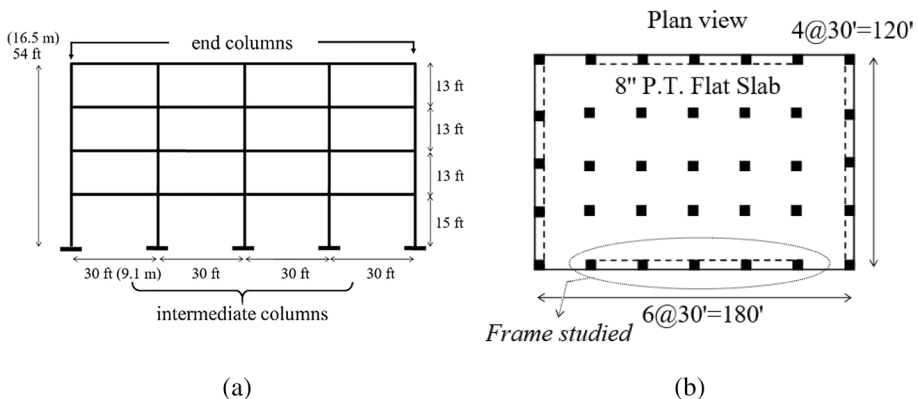 (16.5 m)
54 ft
end columns
13 ft
13 ft
13 ft
15 ft
30 ft (9.1 m)
30 ft
30 ft
30 ft
intermediate columns
(a)
Plan view
4@30'=120'
8" P.T. Flat Slab
6@30'=180'
Frame studied
(b)